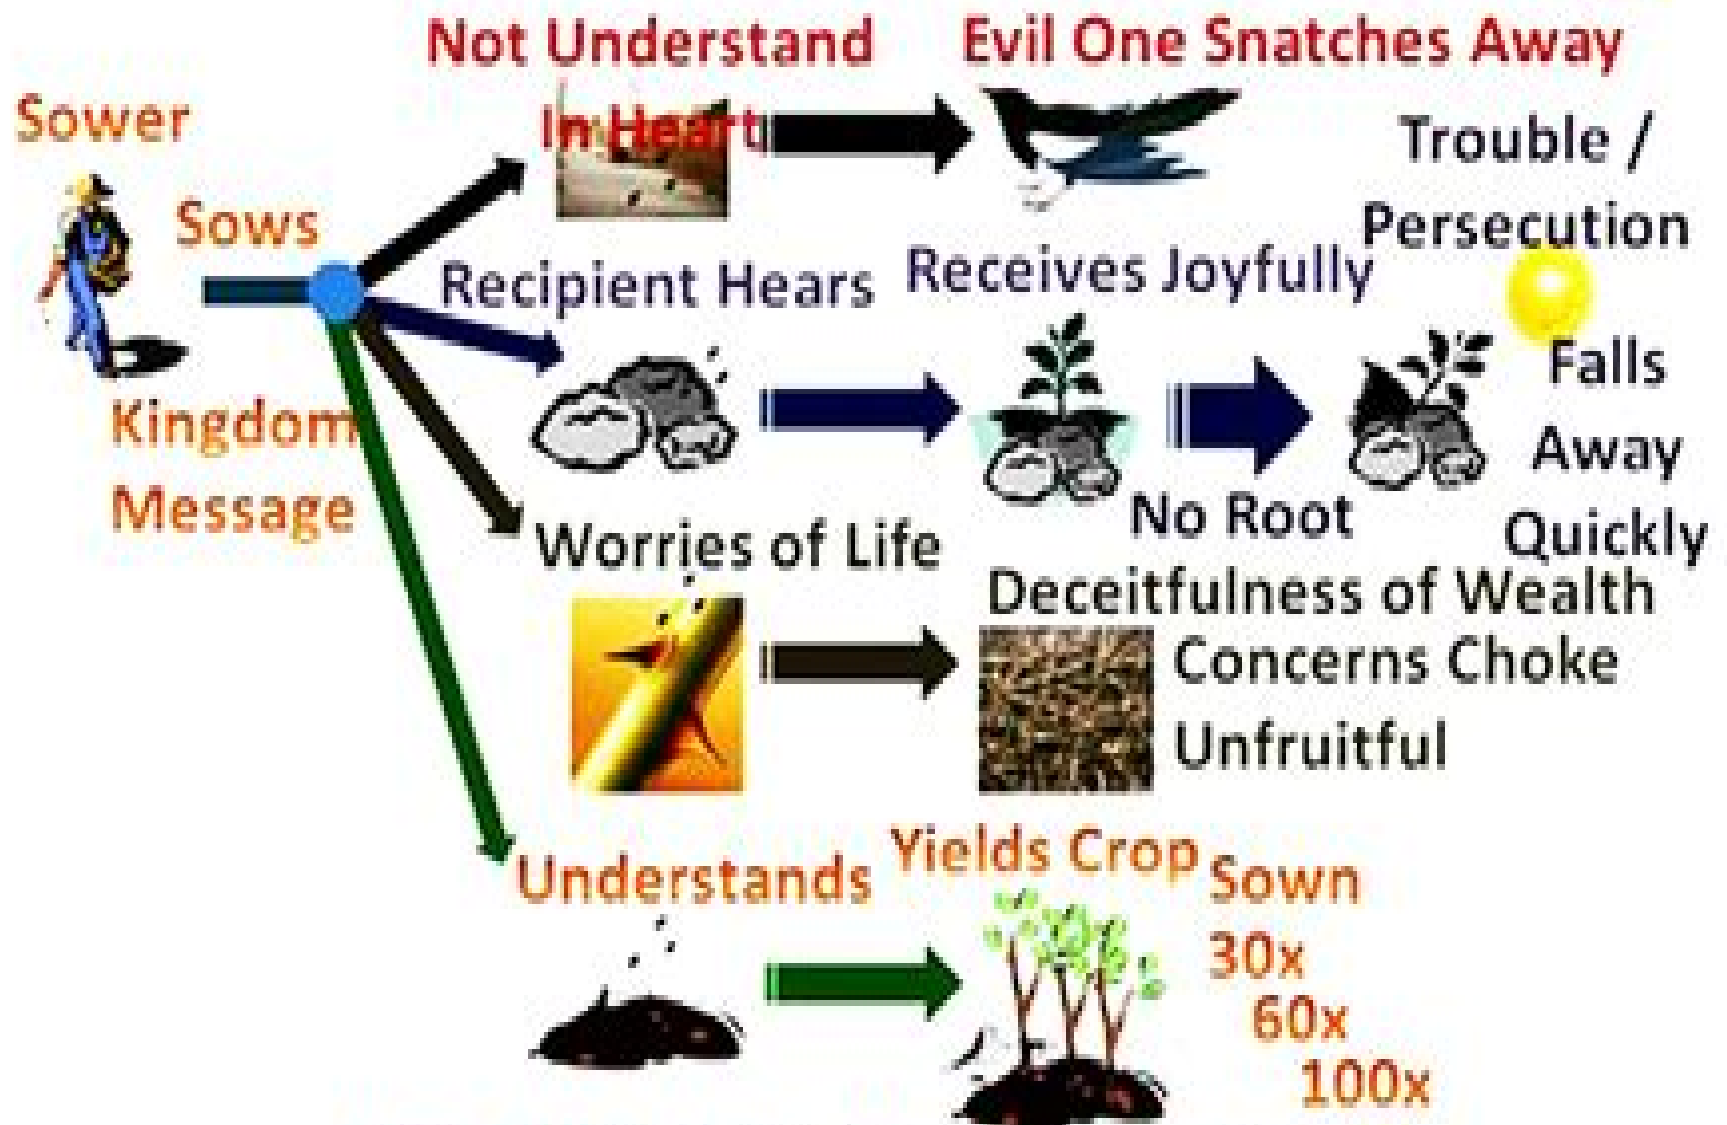 Not Understand
In Heart
Evil One Snatches Away
Sower
Sows
Kingdom
Message
Recipient Hears
Receives Joyfully
Trouble /
Persecution
No Root
Falls
Away
Quickly
Worries of Life
Deceitfulness of Wealth
Concerns Choke
Unfruitful
Understands
Yields Crop
Sown
30x
60x
100x